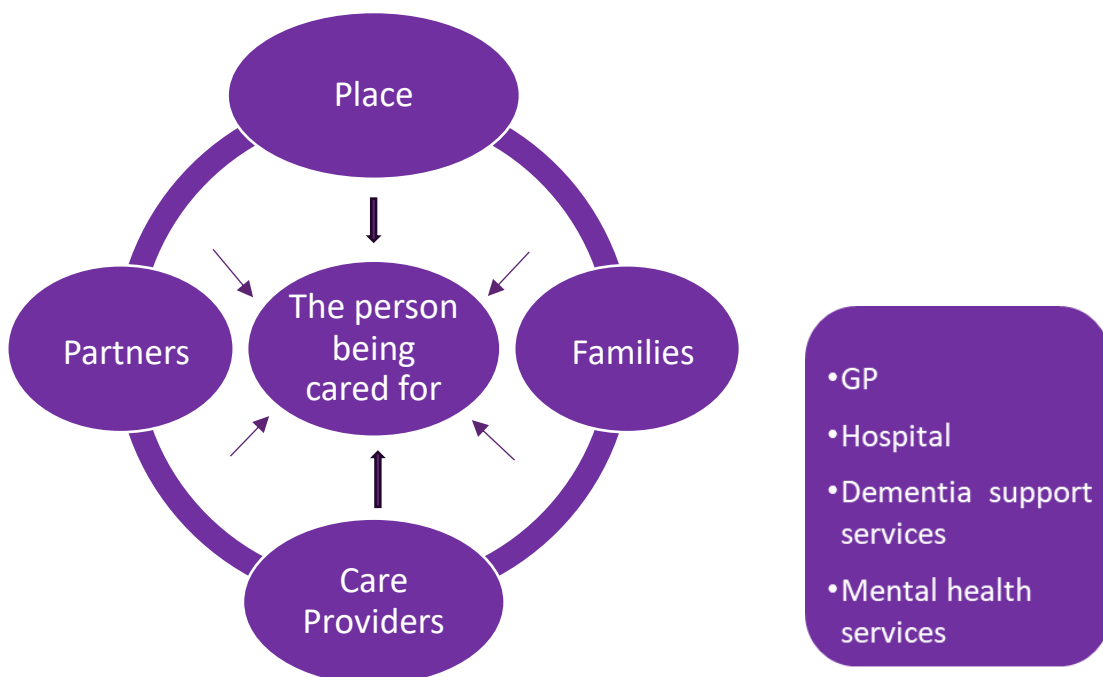 Place
Partners
The person
being
cared for
Families
Care
Providers
•GP
•Hospital
•Dementia support
services
•Mental health
services